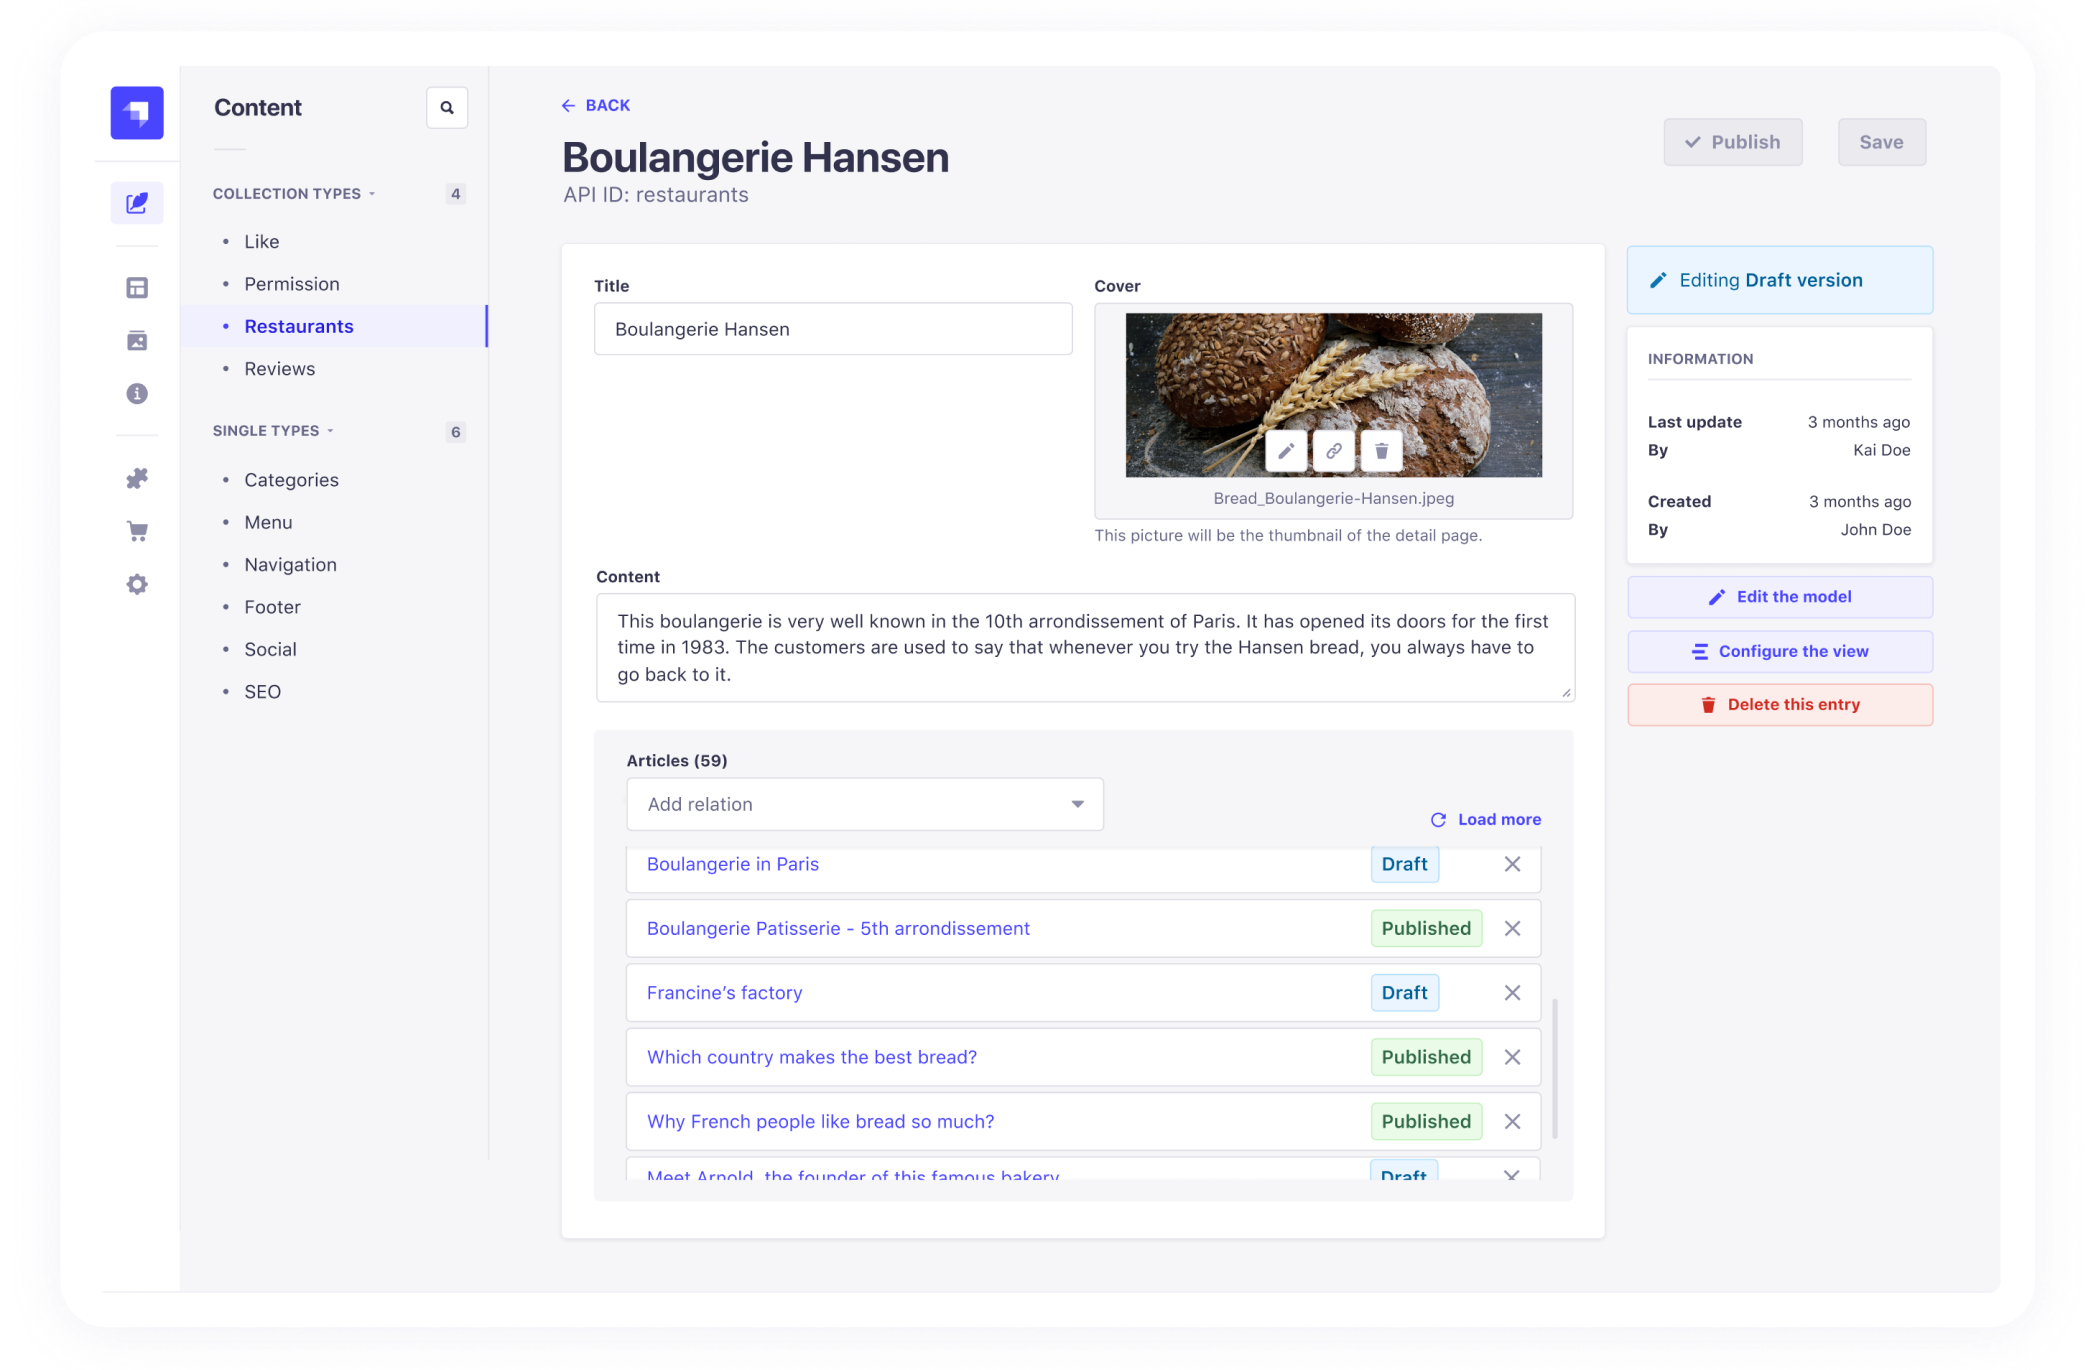 Content
COLLECTION TYPES
4
Like
Permission
Restaurants
Reviews
SINGLE TYPES
6
Categories
Menu
Navigation
Footer
Social
SEO
BACK
Boulangerie Hansen
API ID: restaurants
Publish
Save
Title
Boulangerie Hansen
Cover
Bread_Boulangerie-Hansen.jpeg
This picture will be the thumbnail of the detail page.
Content
This boulangerie is very well known in the 10th arrondissement of Paris. It has opened its doors for the first
time in 1983. The customers are used to say that whenever you try the Hansen bread, you always have to
go back to it.
Articles (59)
Add relation
Load more
Boulangerie in Paris Draft
Boulangerie Patisserie - 5th arrondissement Published
Francine’s factory Draft
Which country makes the best bread? Published
Why French people like bread so much? Published
Meet Arnold, the founder of this famous bakery Draft
Editing Draft version
INFORMATION
Last update 3 months ago
By Kai Doe
Created 3 months ago
By John Doe
Edit the model
Configure the view
Delete this entry